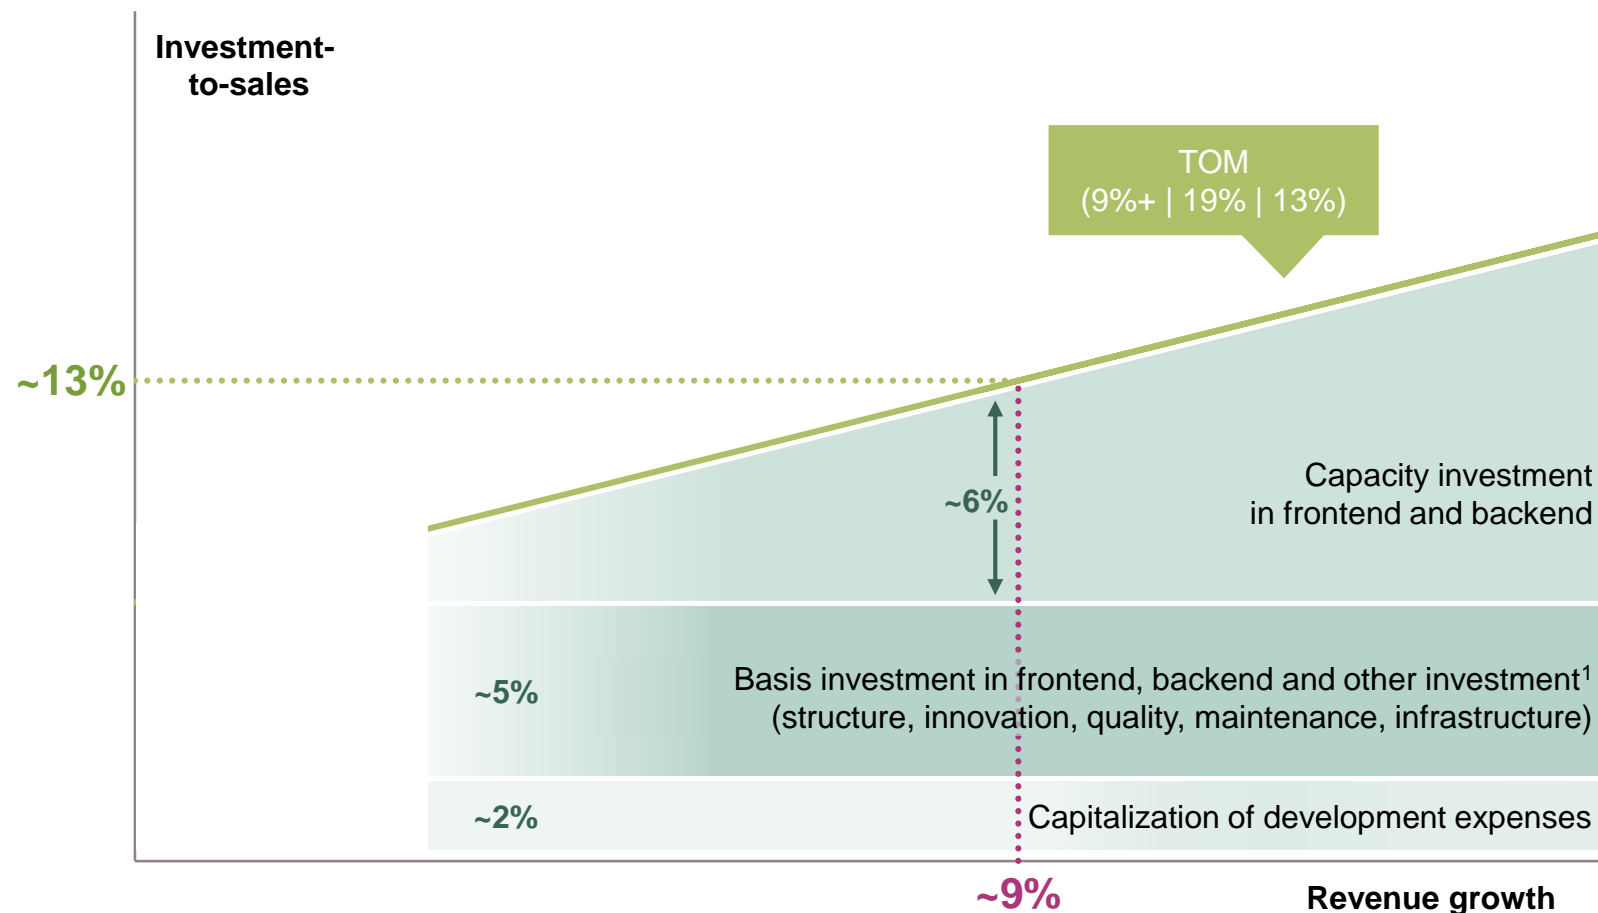 Investment-
to-sales
TOM
(9%+ | 19% | 13%)
~13%
Capacity investment
in frontend and backend
~6%
~5%
Basis investment in frontend, backend and other investment¹
(structure, innovation, quality, maintenance, infrastructure)
~2%
Capitalization of development expenses
~9%
Revenue growth